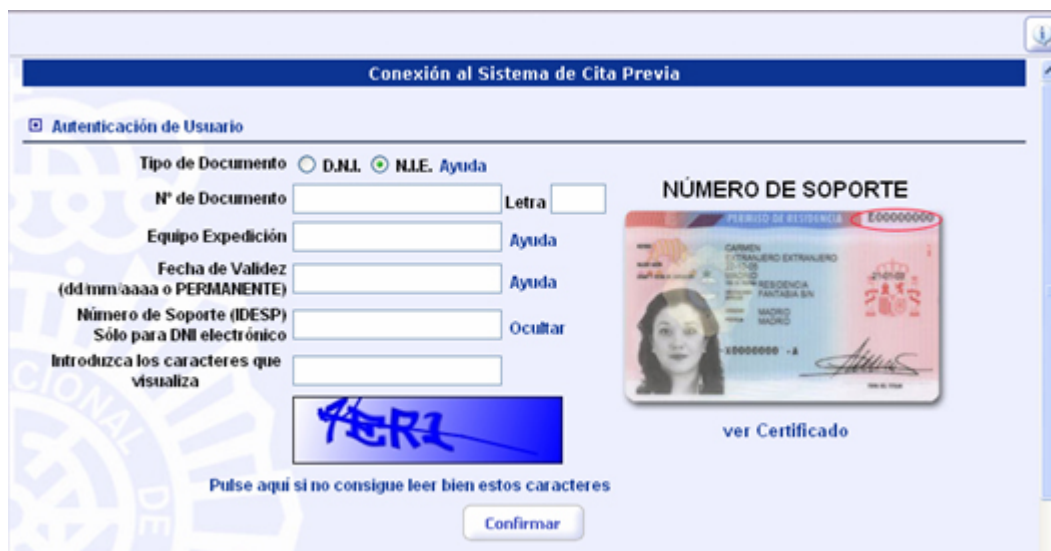 Conexión al Sistema de Cita Previa
Autenticación de Usuario
Tipo de Documento D.N.I. N.I.E. Ayuda
Nº de Documento Letra
Equipo Expedición Ayuda
Fecha de Validez
(dd/mm/aaaa o PERMANENTE) Ayuda
Número de Soporte (IDESP)
Sólo para DNI electrónico Ocultar
Introduzca los caracteres que
visualiza
Pulse aquí si no consigue leer bien estos caracteres
Confirmar
NÚMERO DE SOPORTE
PERMISO DE RESIDENCIA E00000000
CARMEN
EXTRANJERO EXTRANJERO
MADRID
RESIDENCIA
FANTASIA S/N
MADRID
MADRID
-X0000000 -A
ver Certificado
CIONAL DE